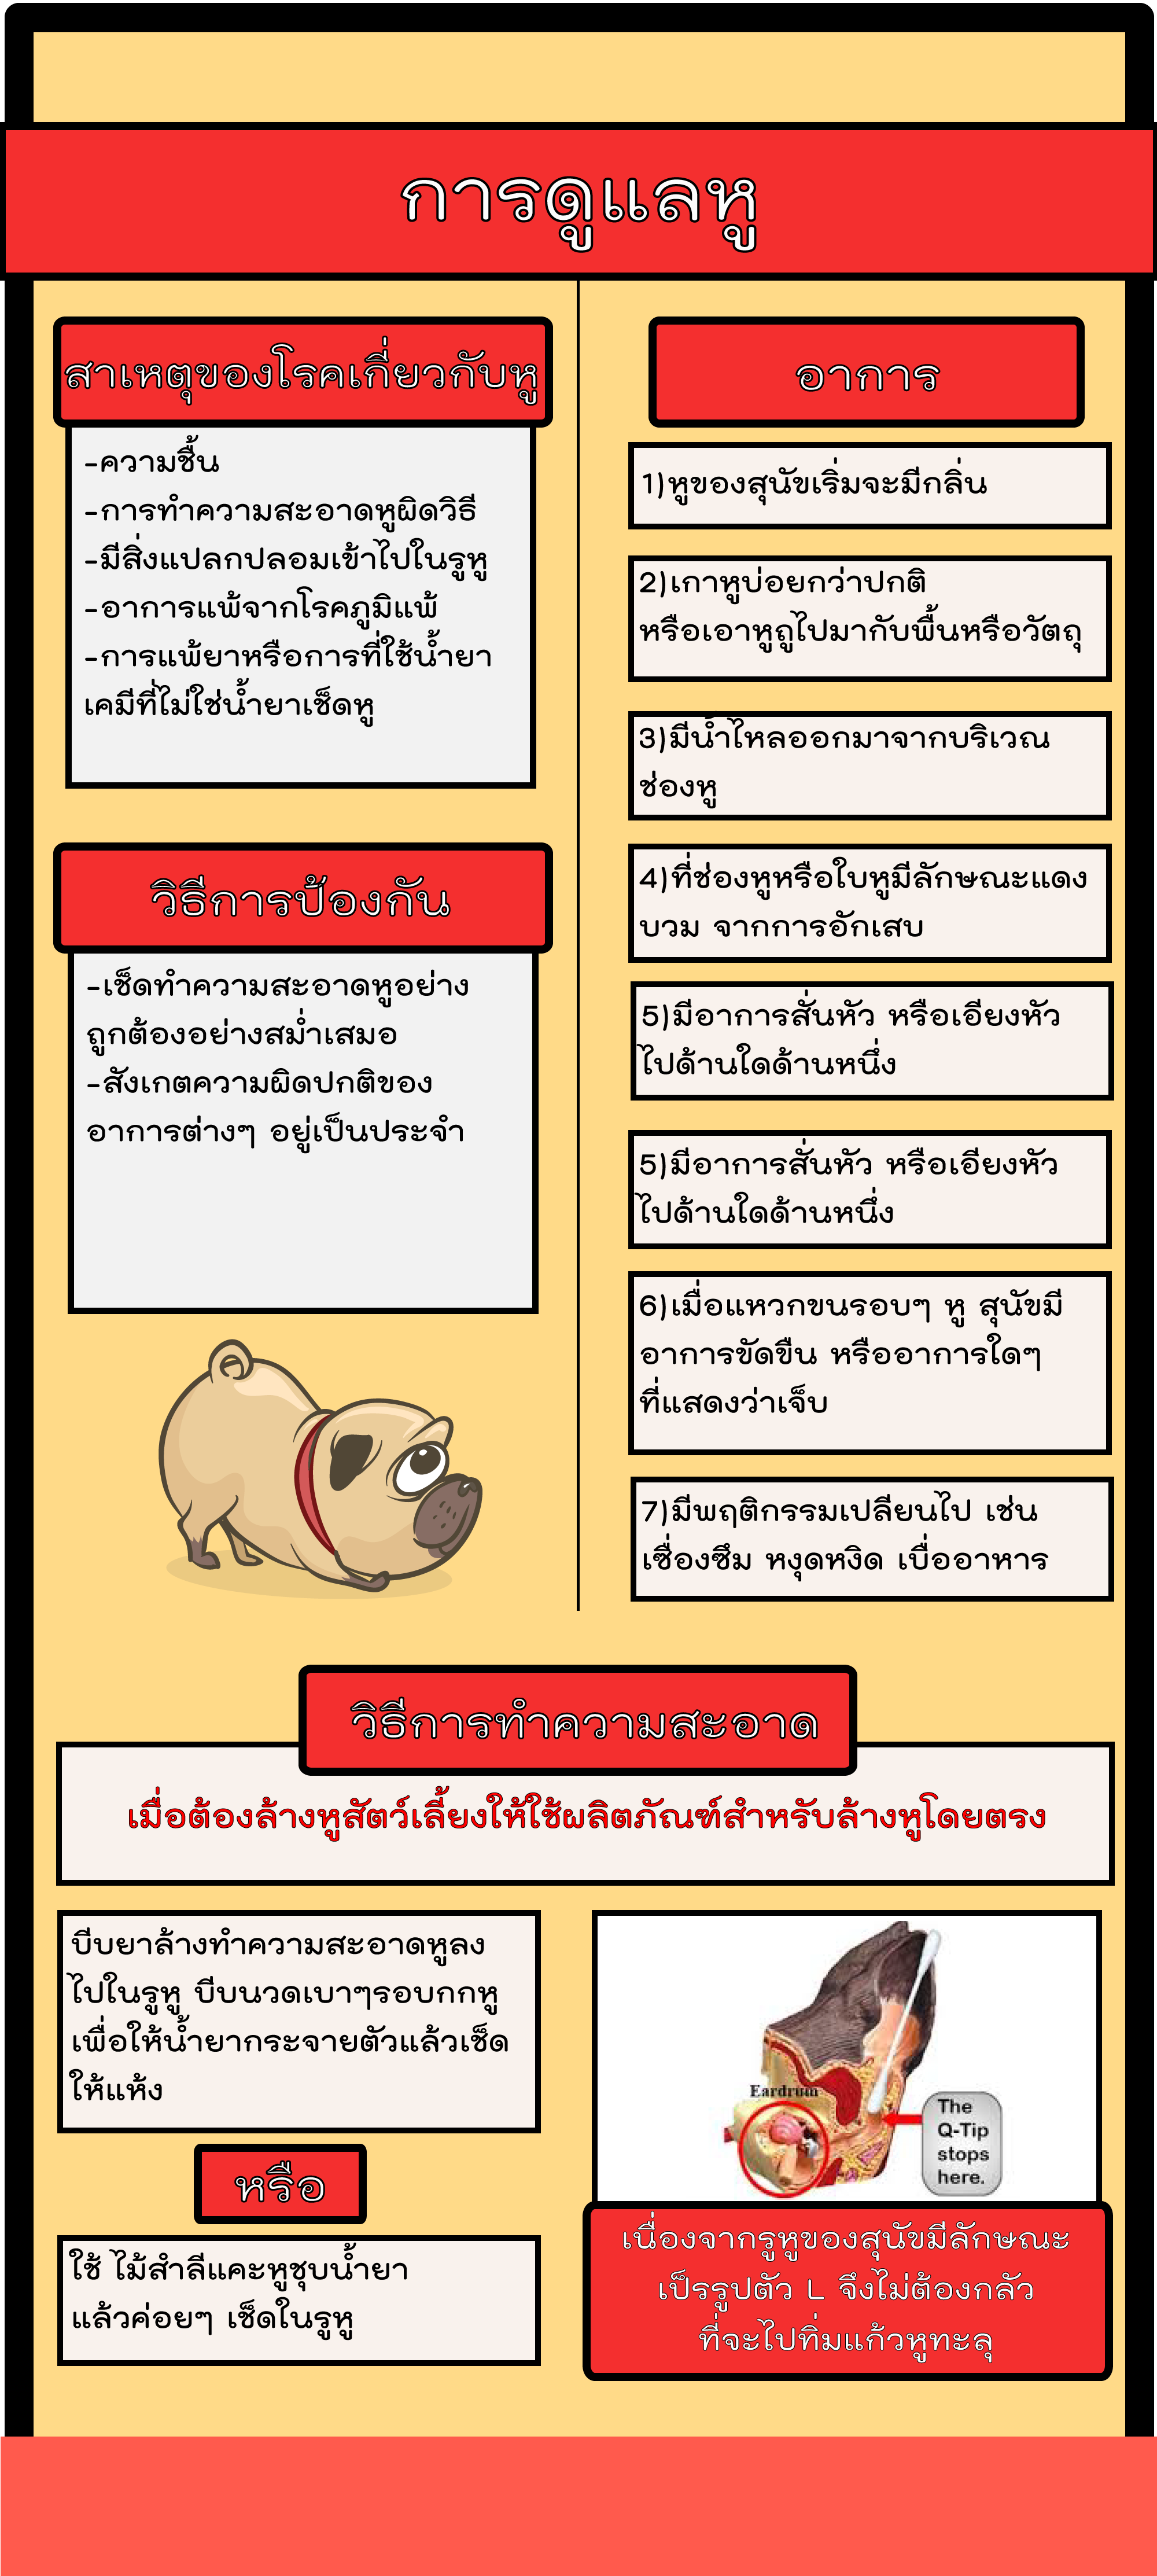 การดูแลหู
สาเหตุของโรคเกี่ยวกับหู
-ความชื้น
-การทำความสะอาดหูผิดวิธี
-มีสิ่งแปลกปลอมเข้าไปในรูหู
-อาการแพ้จากโรคภูมิแพ้
-การแพ้ยาหรือการที่ใช้น้ำยา
เคมีที่ไม่ใช่น้ำยาเช็ดหู
วิธีการป้องกัน
-เช็ดทำความสะอาดหูอย่าง
ถูกต้องอย่างสม่ำเสมอ
-สังเกตความผิดปกติของ
อาการต่างๆ อยู่เป็นประจำ
อาการ
1)หูของสุนัขเริ่มจะมีกลิ่น
2)เกาหูบ่อยกว่าปกติ
หรือเอาหูถูไปมากับพื้นหรือวัตถุ
3)มีน้ำไหลออกมาจากบริเวณ
ช่องหู
4)ที่ช่องหูหรือใบหูมีลักษณะแดง
บวม จากการอักเสบ
5)มีอาการสั่นหัว หรือเอียงหัว
ไปด้านใดด้านหนึ่ง
5)มีอาการสั่นหัว หรือเอียงหัว
ไปด้านใดด้านหนึ่ง
6)เมื่อแหวกขนรอบๆ หู สุนัขมี
อาการขัดขืน หรืออาการใดๆ
ที่แสดงว่าเจ็บ
7)มีพฤติกรรมเปลียนไป เช่น
เซื่องซึม หงุดหงิด เบื่ออาหาร
วิธีการทำความสะอาด
เมื่อต้องล้างหูสัตว์เลี้ยงให้ใช้ผลิตภัณฑ์สำหรับล้างหูโดยตรง
บีบยาล้างทำความสะอาดหูลง
ไปในรูหู บีบนวดเบาๆรอบกกหู
เพื่อให้น้ำยากระจายตัวแล้วเช็ด
ให้แห้ง
หรือ
ใช้ ไม้สำลีแคะหูชุบน้ำยา
แล้วค่อยๆ เช็ดในรูหู
Eardrum
The
Q-Tip
stops
here.
เนื่องจากรูหูของสุนัขมีลักษณะ
เป็รรูปตัว L จึงไม่ต้องกลัว
ที่จะไปทิ่มแก้วหูทะลุ